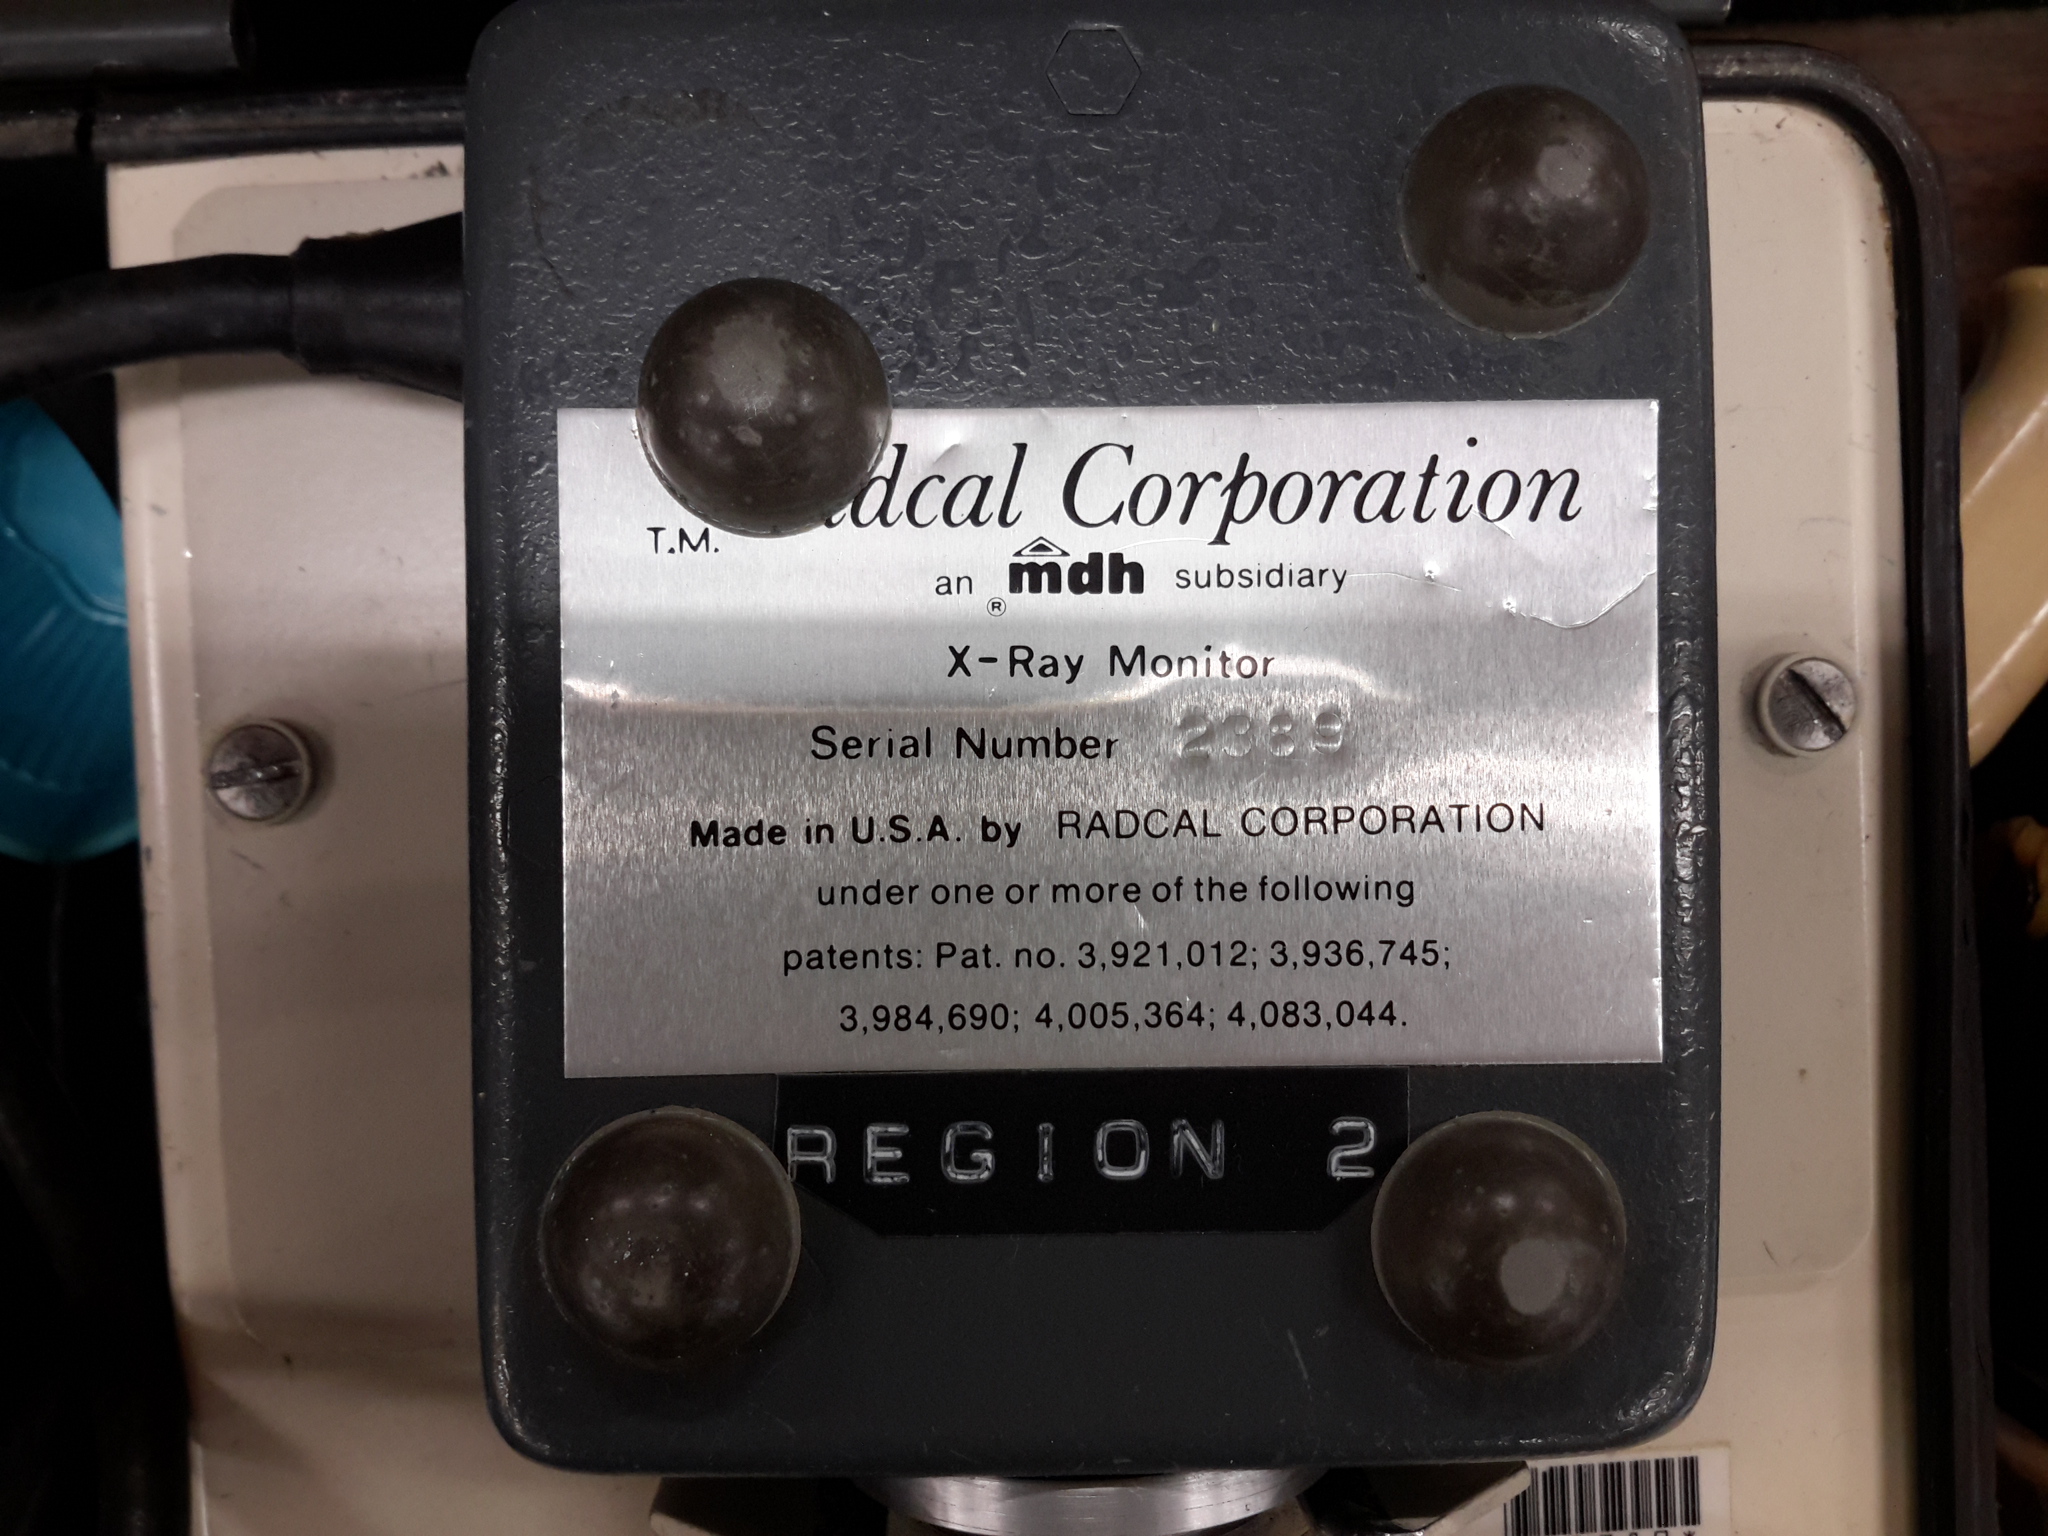 Radcal Corporation
T.M.
an mdh® subsidiary
X-Ray Monitor
Serial Number 2389
Made in U.S.A. by RADCAL CORPORATION
under one or more of the following
patents: Pat. no. 3,921,012; 3,936,745;
3,984,690; 4,005,364; 4,083,044.
REGION 2